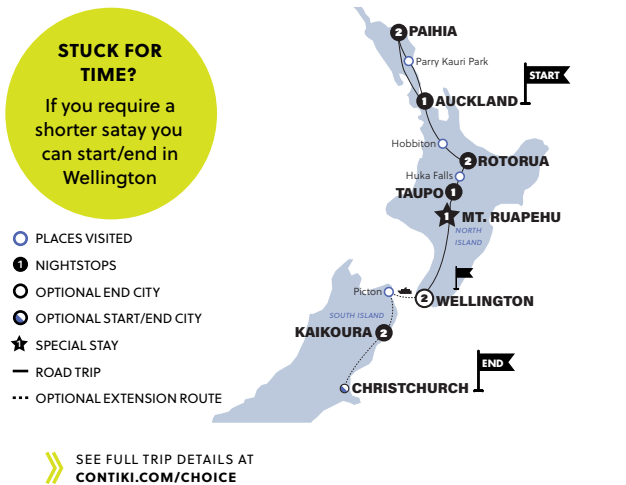 STUCK FOR
TIME?
If you require a
shorter satay you
can start/end in
Wellington
PLACES VISITED
1 NIGHTSTOPS
OPTIONAL END CITY
OPTIONAL START/END CITY
1 SPECIAL STAY
ROAD TRIP
OPTIONAL EXTENSION ROUTE
2 PAIHIA
Parry Kauri Park
START
1 AUCKLAND
Hobbiton
2 ROTORUA
Huka Falls
TAUPO 1
1 MT. RUAPEHU
NORTH
ISLAND
Picton
2 WELLINGTON
SOUTH ISLAND
KAIKOURA 2
END
CHRISTCHURCH
SEE FULL TRIP DETAILS AT
CONTIKI.COM/CHOICE